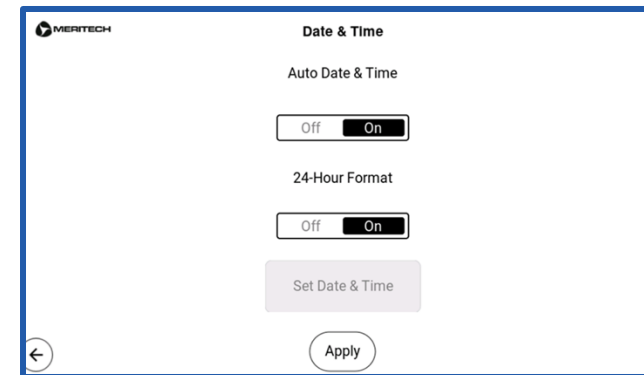 MERITECH
Date & Time
Auto Date & Time
Off On
24-Hour Format
Off On
Set Date & Time
Apply